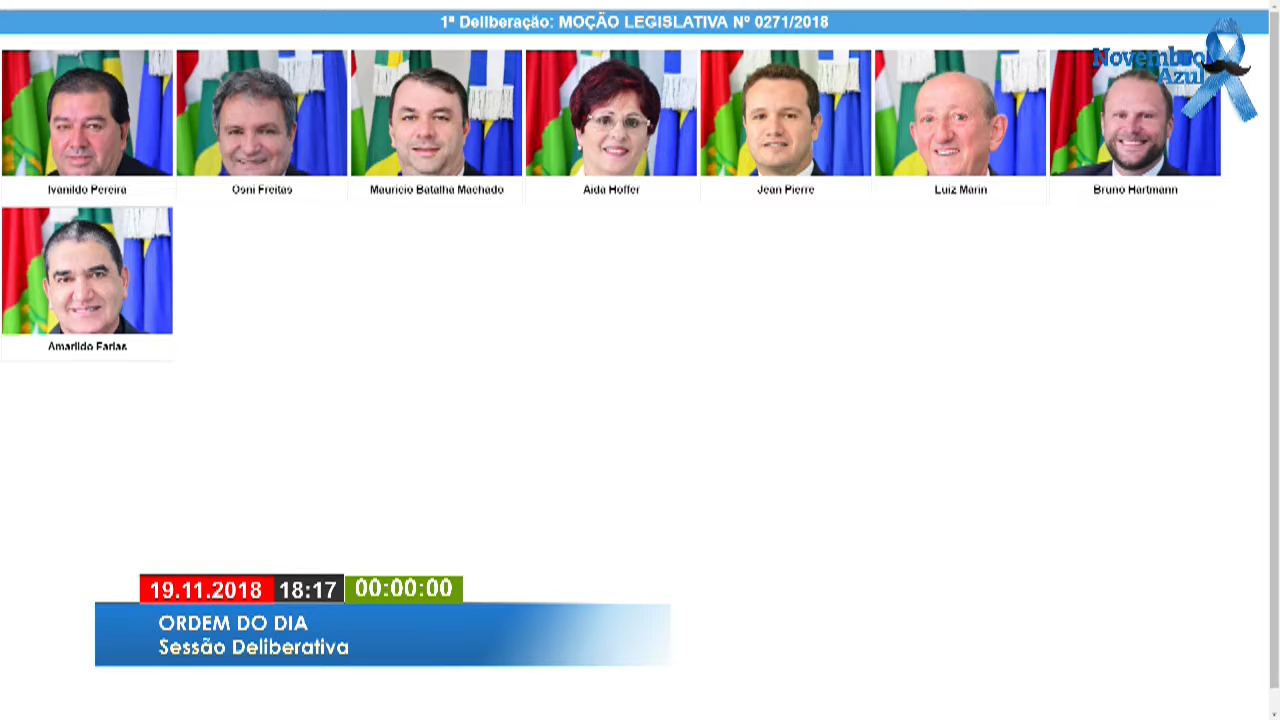 1ª Deliberação: MOÇÃO LEGISLATIVA Nº 0271/2018
Novembro
Azul
Ivanildo Pereira
Osni Freitas
Mauricio Batalha Machado
Aida Hoffer
Jean Pierre
Luiz Marin
Bruno Hartmann
Amarildo Farias
19.11.2018 18:17 00:00:00
ORDEM DO DIA
Sessão Deliberativa